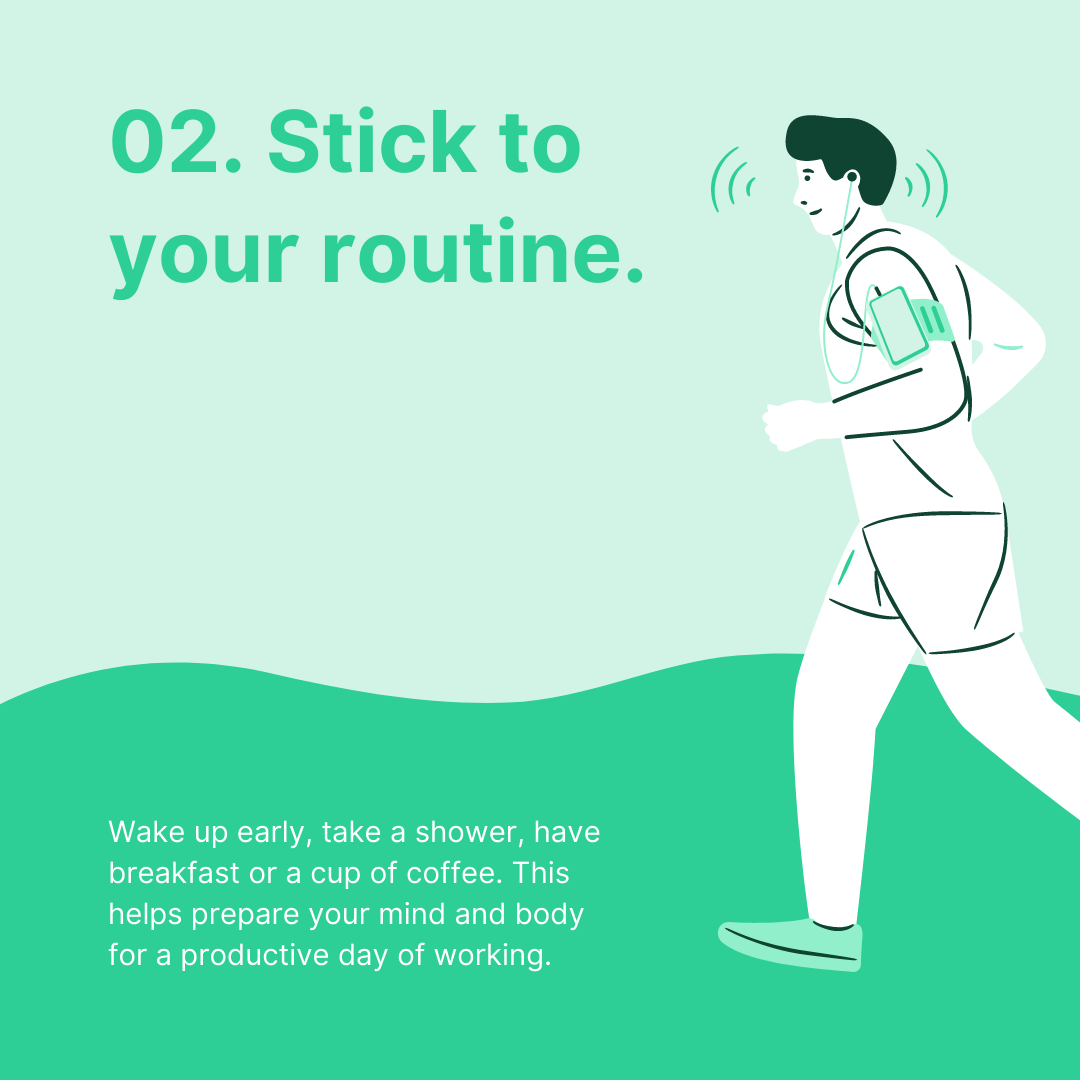 02. Stick to
your routine.
Wake up early, take a shower, have
breakfast or a cup of coffee. This
helps prepare your mind and body
for a productive day of working.